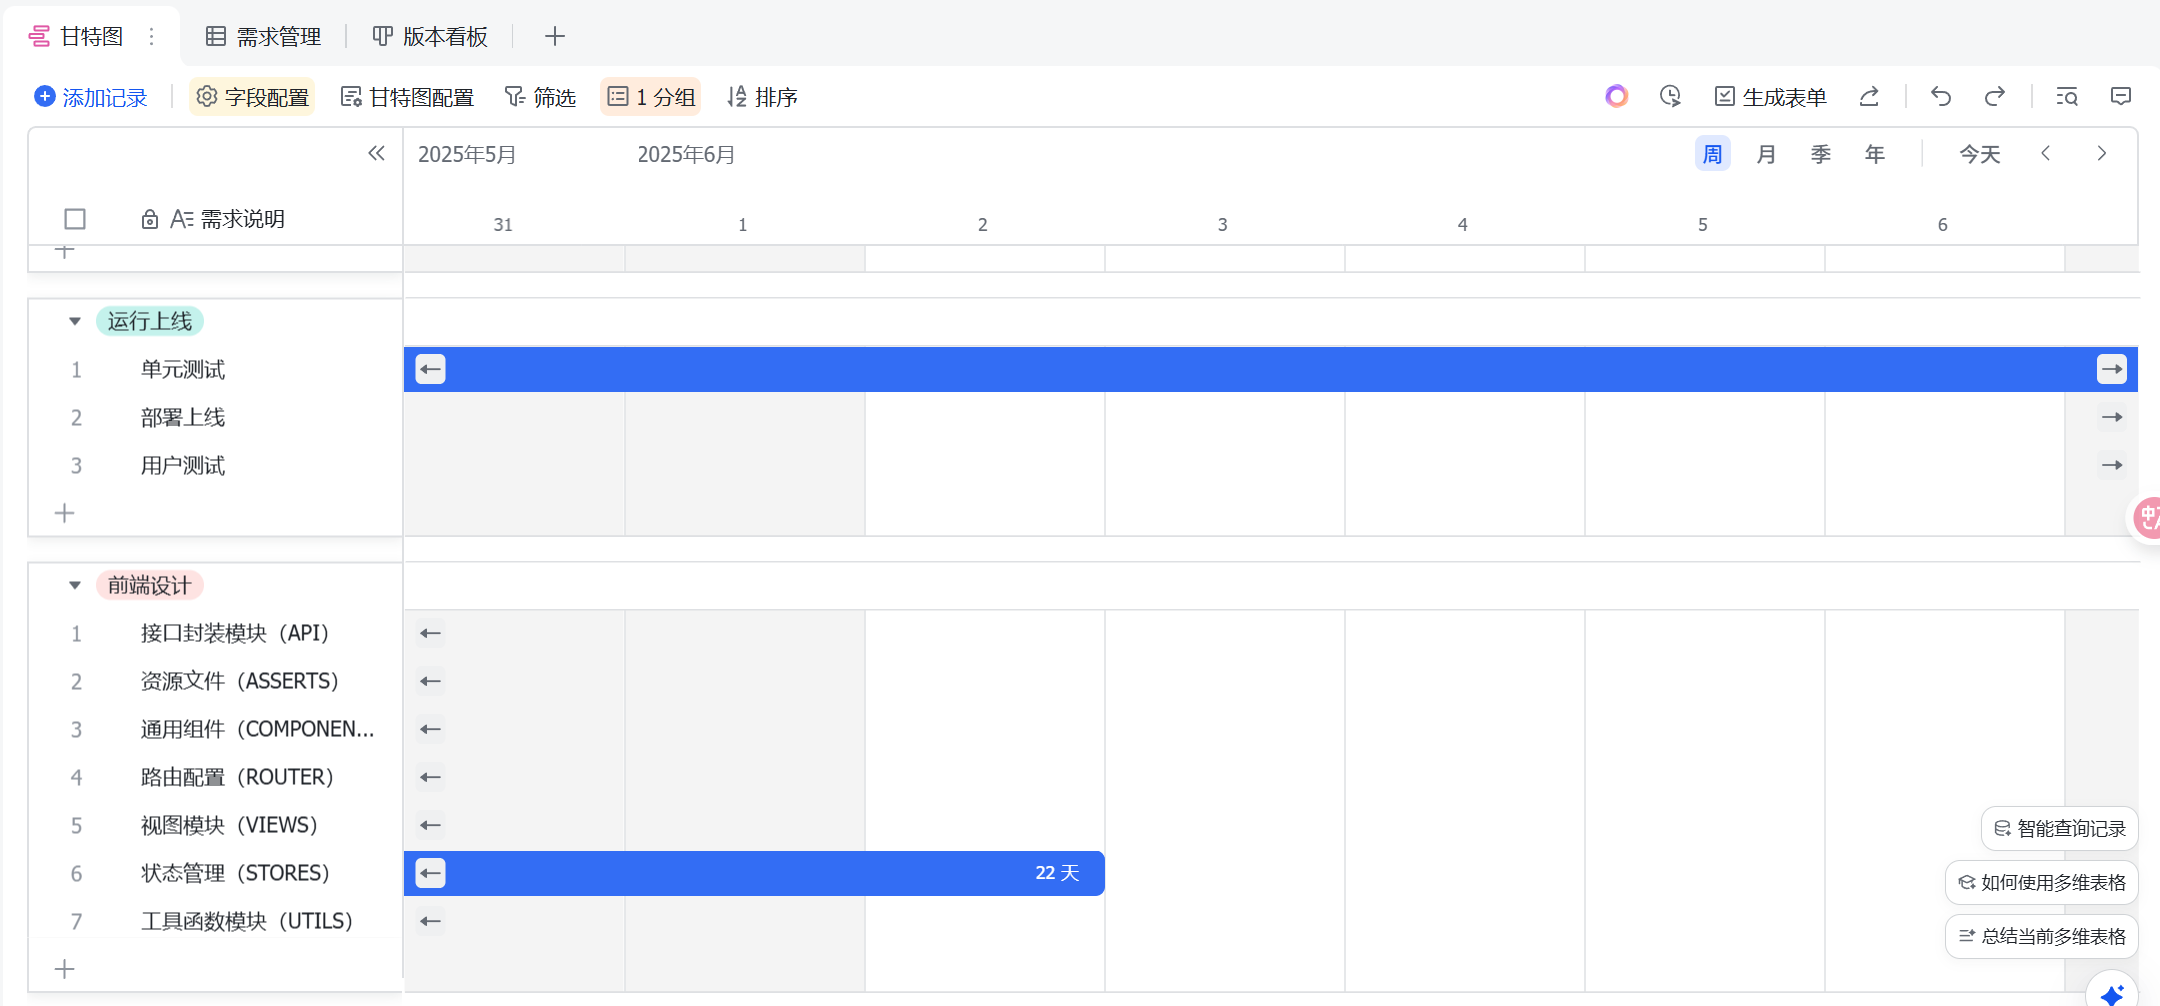 甘特图 需求管理 版本看板
添加记录 字段配置 甘特图配置 筛选 1 分组 排序 生成表单
2025年5月 2025年6月 周 月 季 年 今天
需求说明 31 1 2 3 4 5 6
运行上线
1 单元测试
2 部署上线
3 用户测试
前端设计
1 接口封装模块（API）
2 资源文件（ASSERTS）
3 通用组件（COMPONEN...
4 路由配置（ROUTER）
5 视图模块（VIEWS）
智能查询记录
6 状态管理（STORES） 22 天
如何使用多维表格
7 工具函数模块（UTILS）
总结当前多维表格